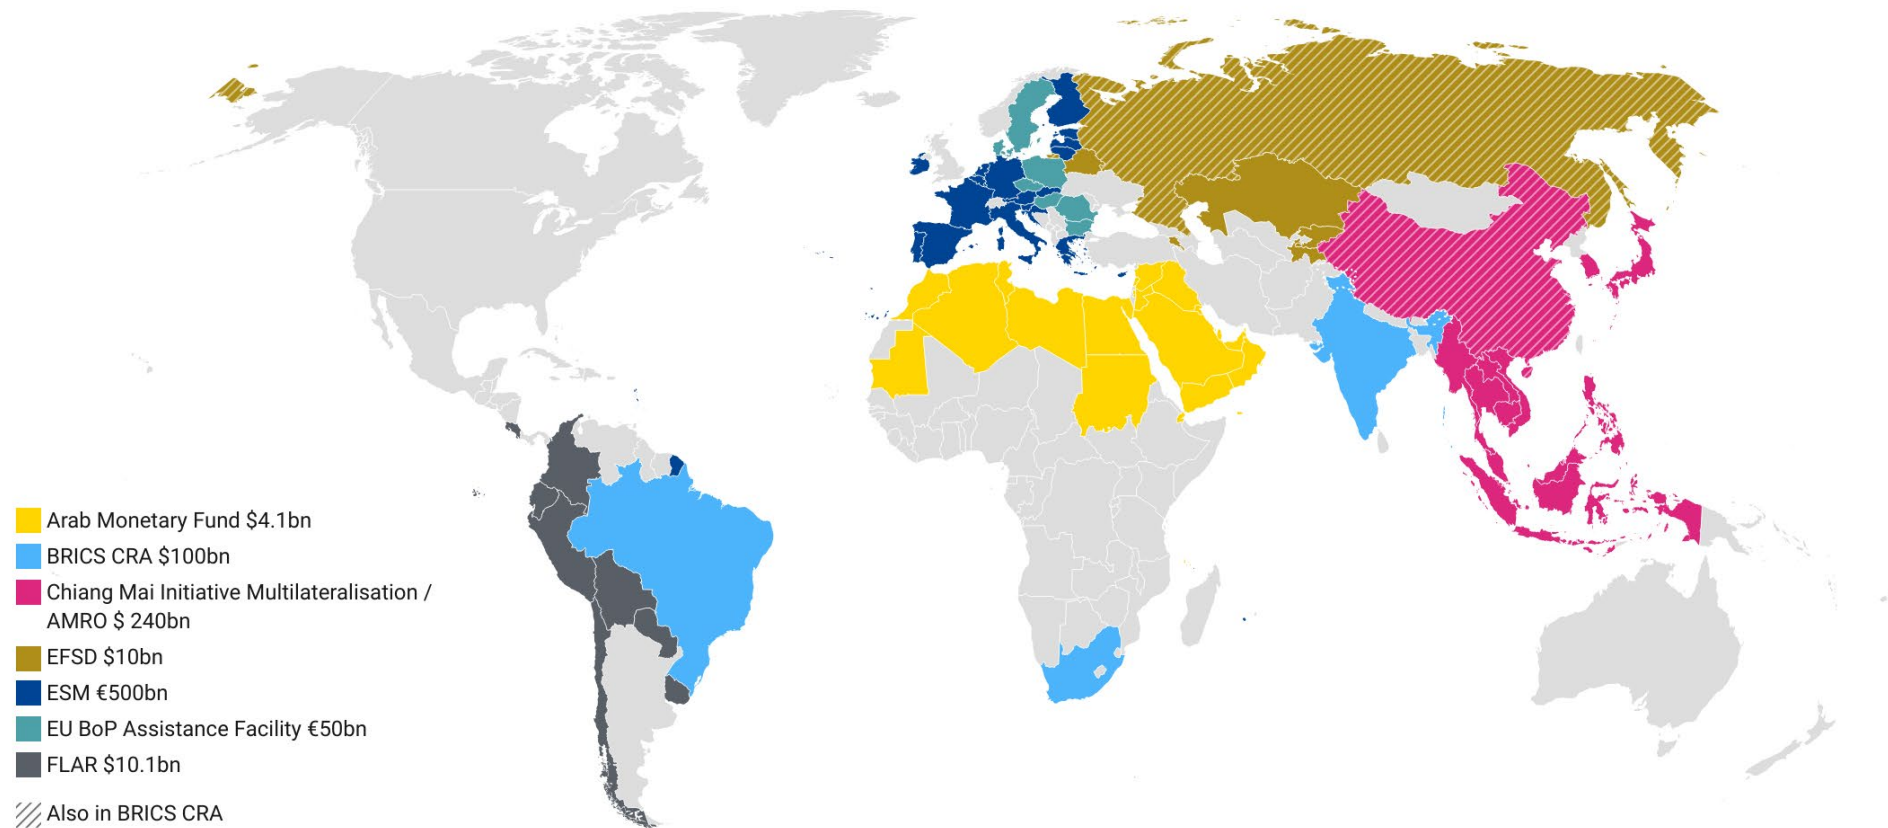 Arab Monetary Fund $4.1bn
BRICS CRA $100bn
Chiang Mai Initiative Multilateralisation /
AMRO $ 240bn
EFSD $10bn
ESM €500bn
EU BoP Assistance Facility €50bn
FLAR $10.1bn
Also in BRICS CRA